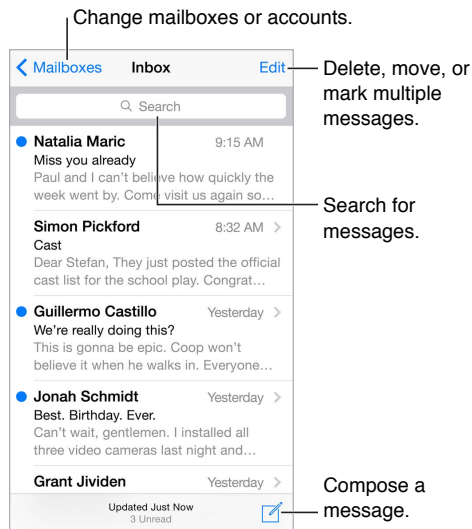 Change mailboxes or accounts.
Mailboxes Inbox Edit
Delete, move, or
mark multiple
messages.
Search
Natalia Maric 9:15 AM
Miss you already
Paul and I can't believe how quickly the
week went by. Come visit us again so…
Search for
messages.
Simon Pickford 8:32 AM
Cast
Dear Stefan, They just posted the official
cast list for the school play. Congrat…
Guillermo Castillo Yesterday
We're really doing this?
This is gonna be epic. Coop won't
believe it when he walks in. Everyone…
Jonah Schmidt Yesterday
Best. Birthday. Ever.
Can't wait, gentlemen. I installed all
three video cameras last night and…
Grant Jividen Yesterday
Updated Just Now
3 Unread
Compose a
message.